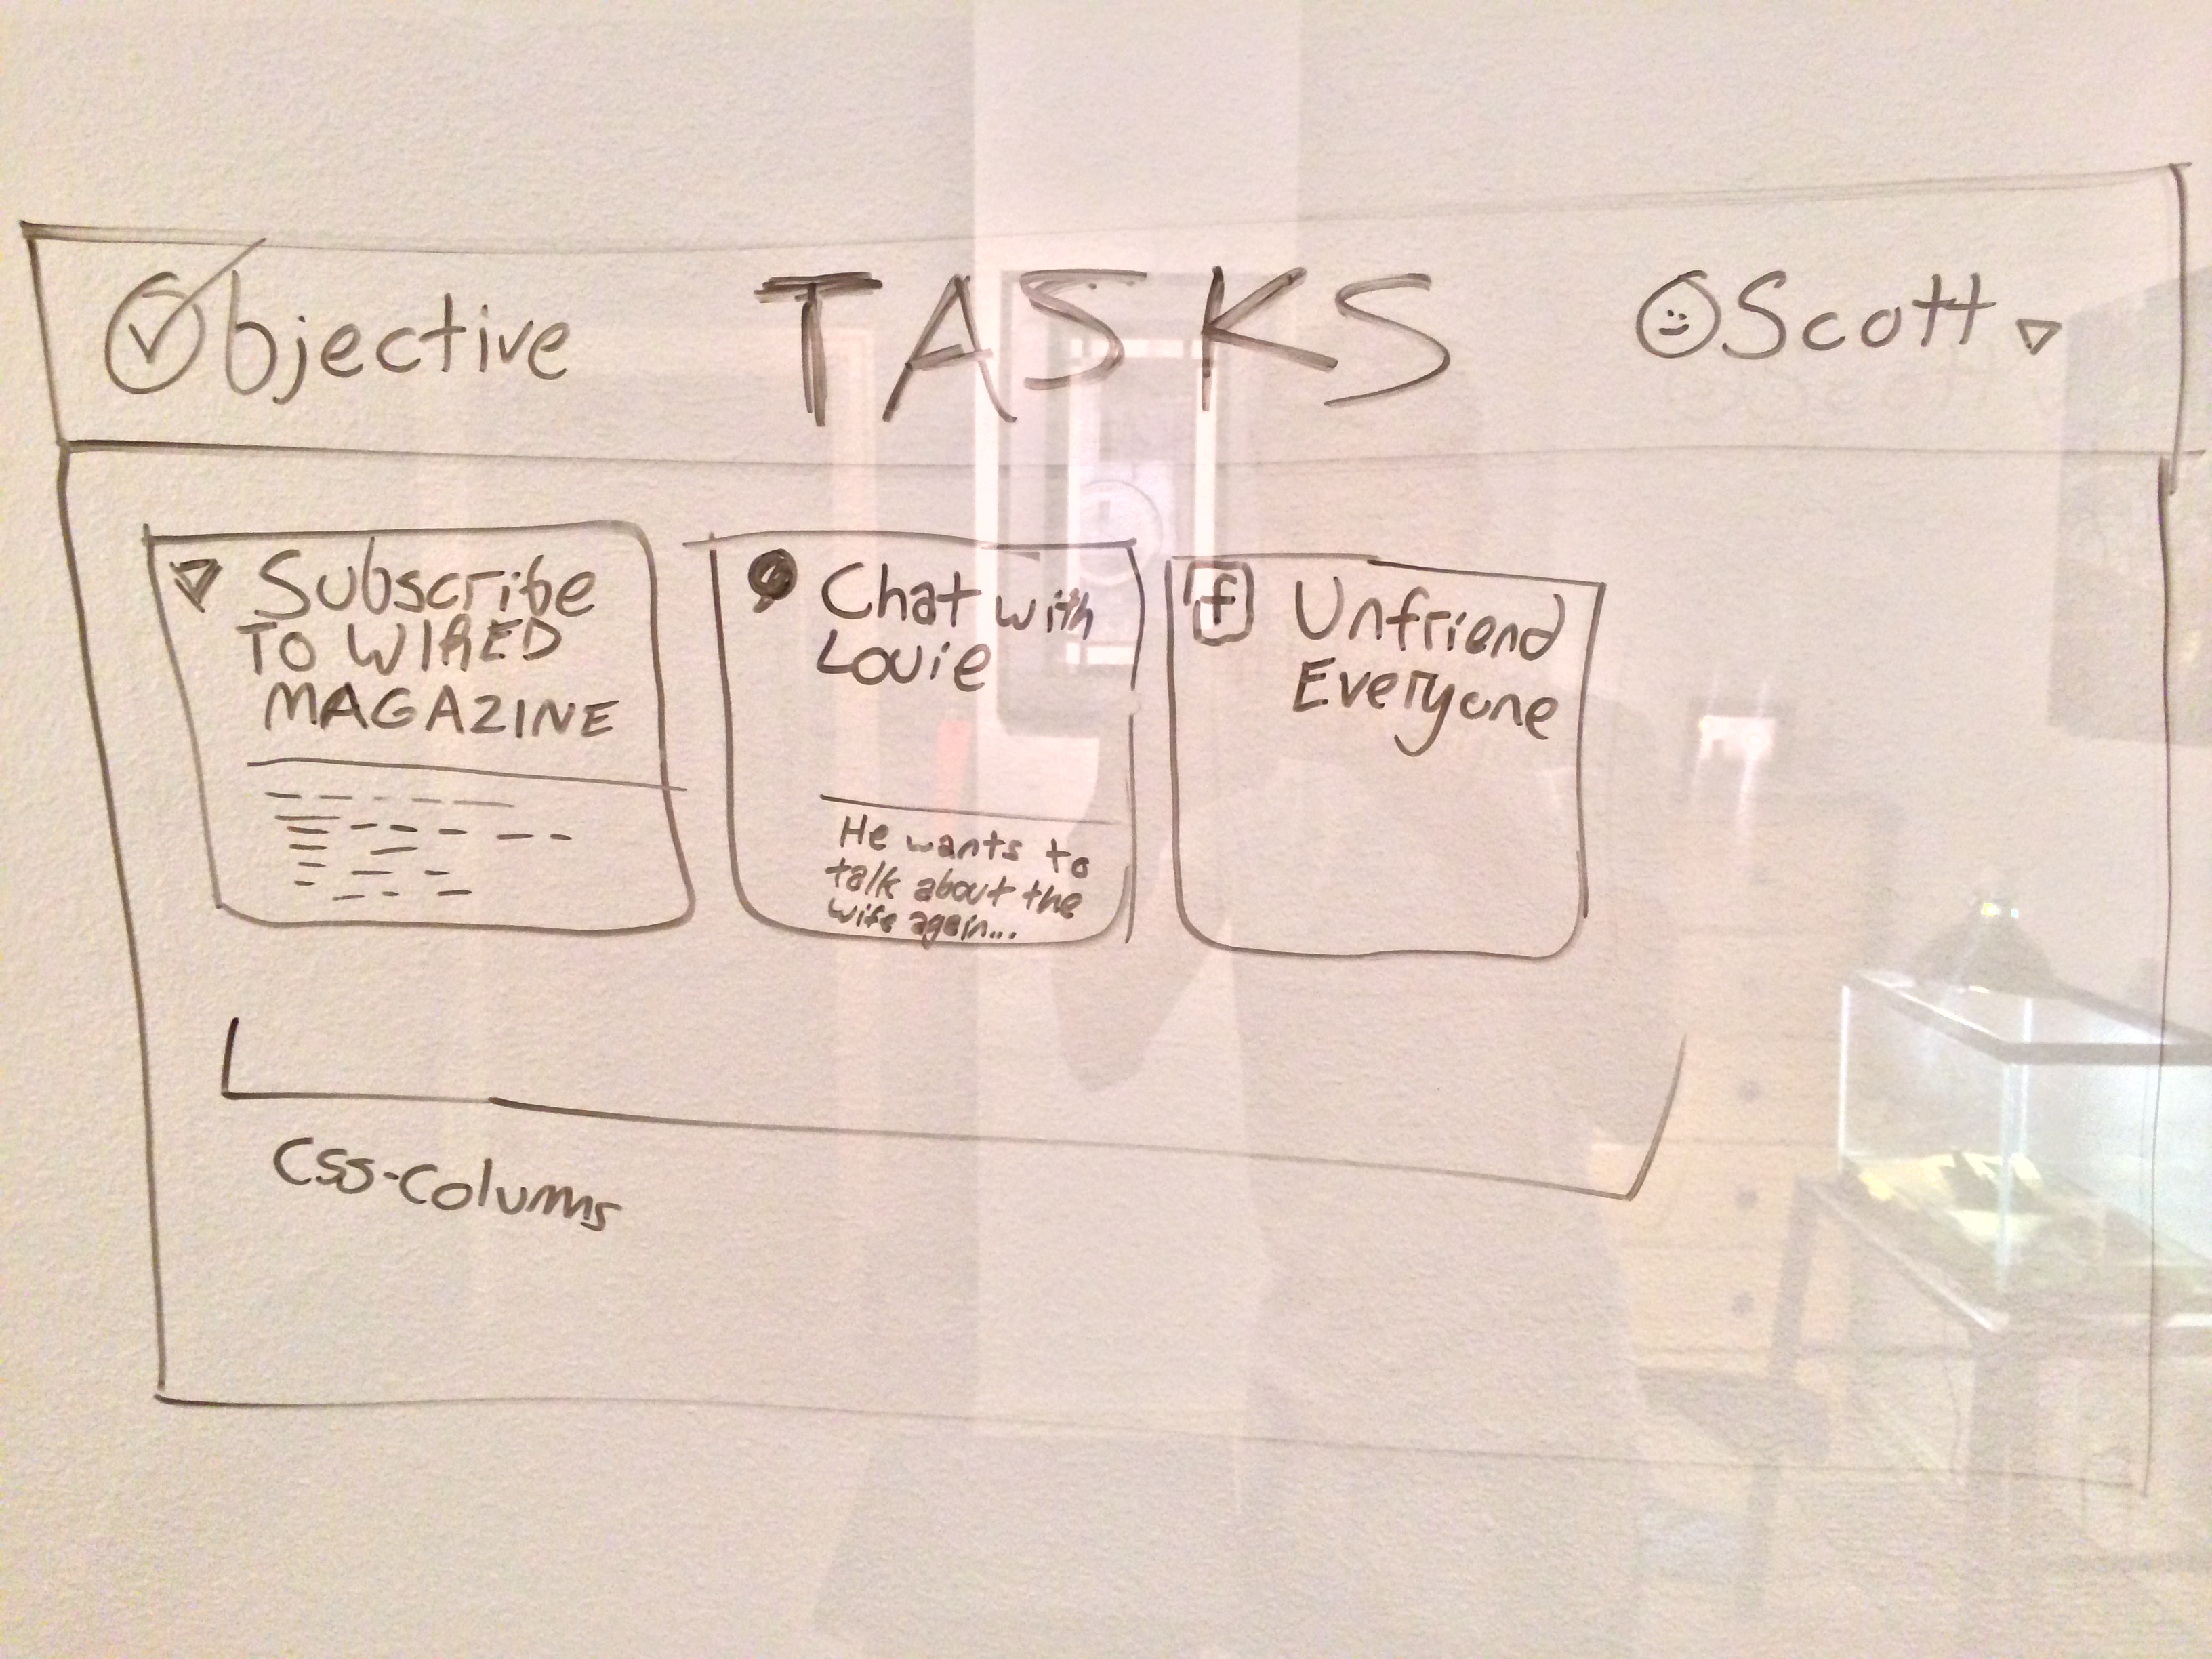 Objective TASKS Scott
Subscribe
TO WIRED
MAGAZINE
Chat with
Louie
He wants to
talk about the
wife again...
f Unfriend
Everyone
Css-Columns